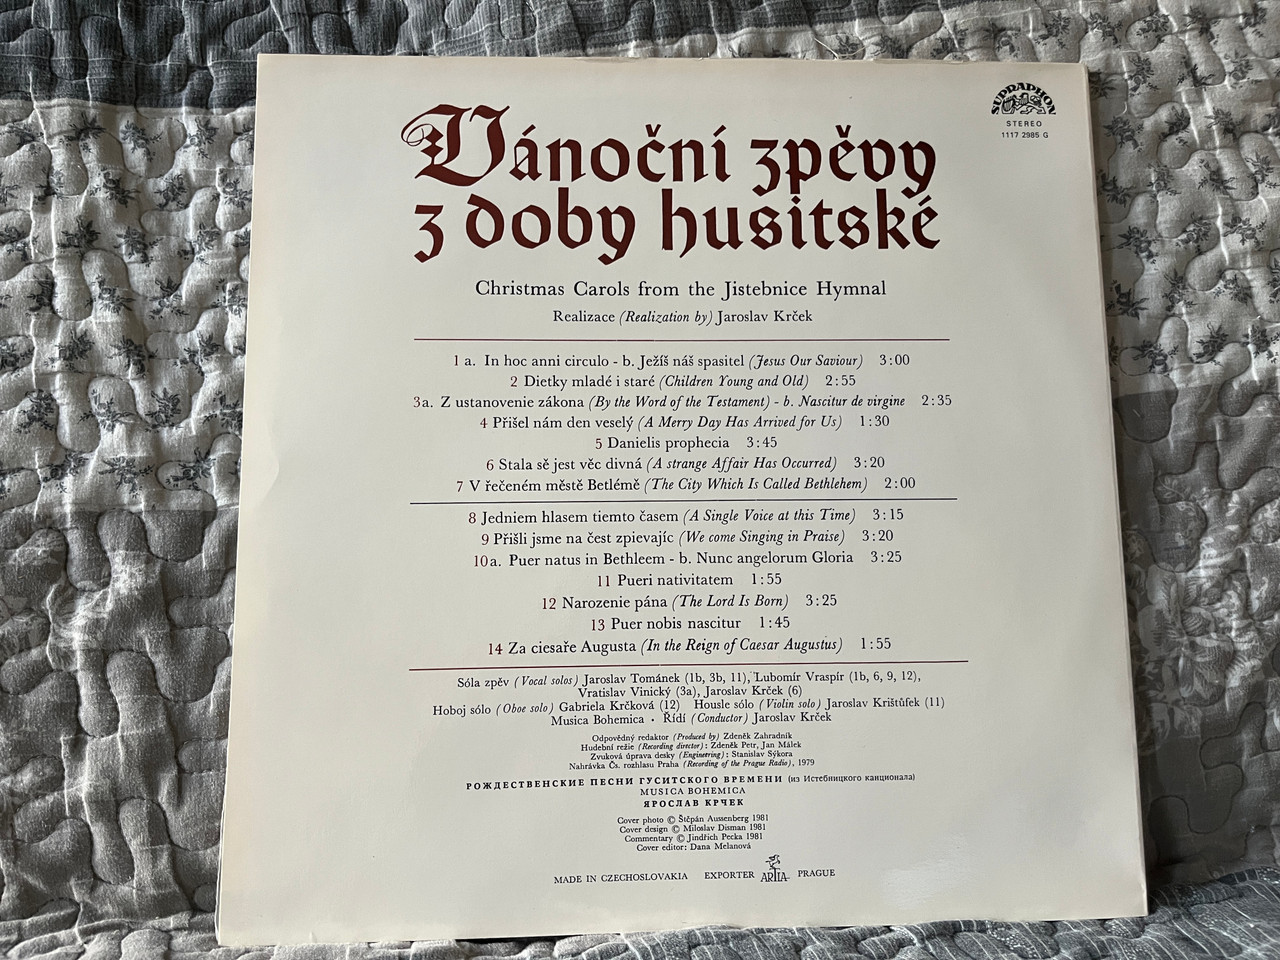 SUPRAPHON
STEREO
1117 2985 G
Vánoční zpěvy
z doby husitské
Christmas Carols from the Jistebnice Hymnal
Realizace (Realization by) Jaroslav Krček
1 a. In hoc anni circulo - b. Ježíš náš spasitel (Jesus Our Saviour) 3:00
2 Dietky mladé i staré (Children Young and Old) 2:55
3a. Z ustanovenie zákona (By the Word of the Testament) - b. Nascitur de virgine 2:35
4 Přišel nám den veselý (A Merry Day Has Arrived for Us) 1:30
5 Danielis prophecia 3:45
6 Stala sě jest věc divná (A strange Affair Has Occurred) 3:20
7 V řečeném městě Betlémě (The City Which Is Called Bethlehem) 2:00
8 Jedniem hlasem tiemto časem (A Single Voice at this Time) 3:15
9 Přišli jsme na čest zpievajíc (We come Singing in Praise) 3:20
10a. Puer natus in Bethleem - b. Nunc angelorum Gloria 3:25
11 Pueri nativitatem 1:55
12 Narozenie pána (The Lord Is Born) 3:25
13 Puer nobis nascitur 1:45
14 Za ciesaře Augusta (In the Reign of Caesar Augustus) 1:55
Sóla zpěv (Vocal solos) Jaroslav Tománek (1b, 3b, 11), Lubomír Vraspír (1b, 6, 9, 12),
Vratislav Vinický (3a), Jaroslav Krček (6)
Hoboj sólo (Oboe solo) Gabriela Krčková (12) Housle sólo (Violin solo) Jaroslav Krištůfek (11)
Musica Bohemica · Řídí (Conductor) Jaroslav Krček
Odpovědný redaktor (Produced by) Zdeněk Zahradník
Hudební režie (Recording director): Zdeněk Petr, Jan Málek
Zvuková úprava desky (Engineering): Stanislav Sýkora
Nahrávka Čs. rozhlasu Praha (Recording of the Prague Radio), 1979
РОЖДЕСТВЕНСКИЕ ПЕСНИ ГУСИТСКОГО ВРЕМЕНИ (из Истебницкого канционала)
MUSICA BOHEMICA
ЯРОСЛАВ КРЧЕК
Cover photo © Štěpán Aussenberg 1981
Cover design © Miloslav Disman 1981
Commentary © Jindřich Pecka 1981
Cover editor: Dana Melanová
MADE IN CZECHOSLOVAKIA EXPORTER ARTIA PRAGUE